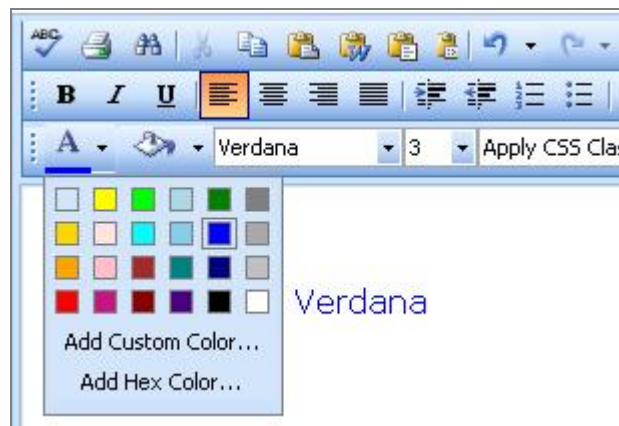 ABC
B I U
A Verdana 3 Apply CSS Clas
Verdana
Add Custom Color...
Add Hex Color...